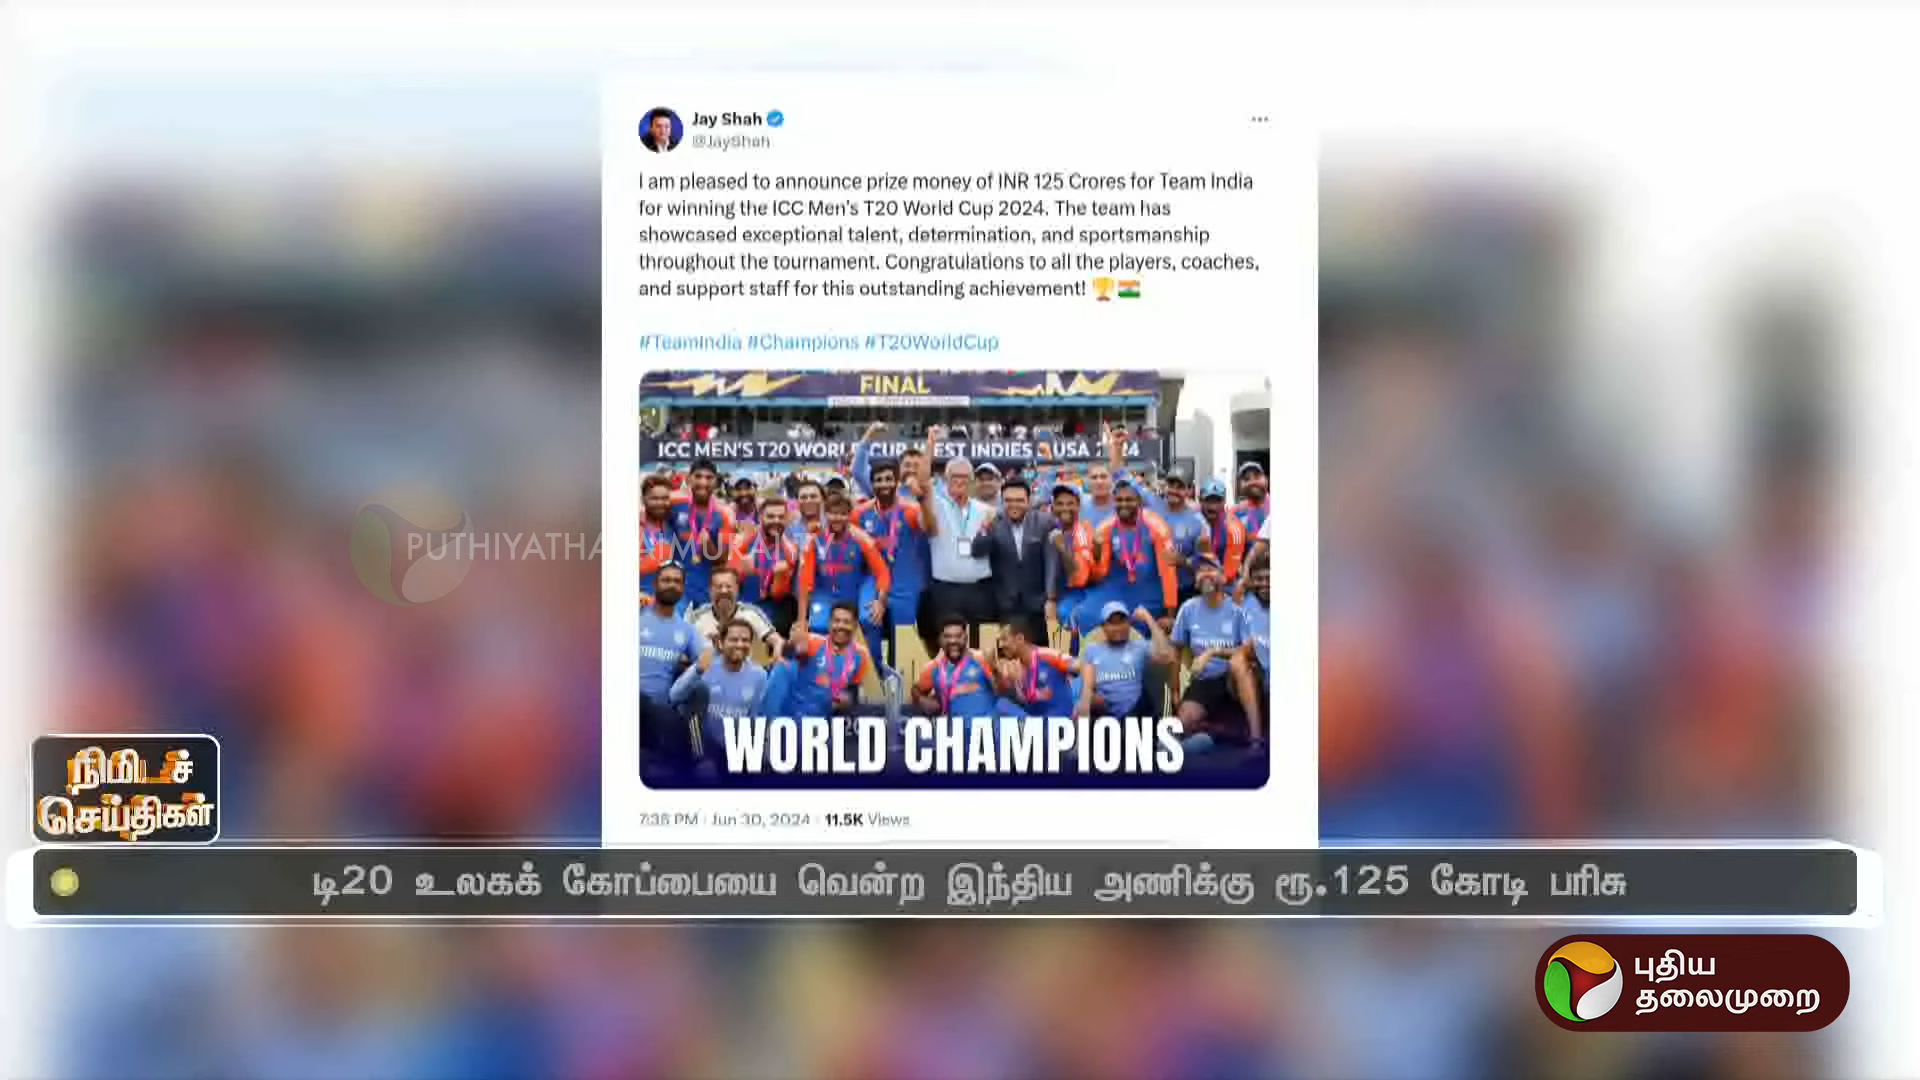 Jay Shah
@JayShah
I am pleased to announce prize money of INR 125 Crores for Team India
for winning the ICC Men's T20 World Cup 2024. The team has
showcased exceptional talent, determination, and sportsmanship
throughout the tournament. Congratulations to all the players, coaches,
and support staff for this outstanding achievement! 🏆🇮🇳
#TeamIndia #Champions #T20WorldCup
FINAL
ICC MEN'S T20 WORLD CUP WEST INDIES & USA 2024
PUTHIYATHALAIMURAI TV
WORLD CHAMPIONS
7:36 PM · Jun 30, 2024 · 11.5K Views
நிமிடச்
செய்திகள்
டி20 உலகக் கோப்பையை வென்ற இந்திய அணிக்கு ரூ.125 கோடி பரிசு
புதிய
தலைமுறை